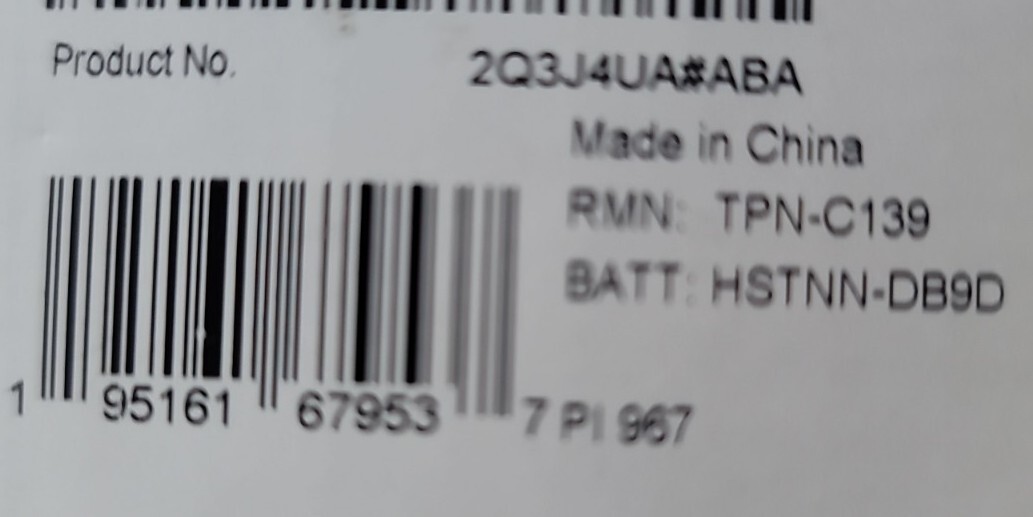 Product No. 2Q3J4UA#ABA
Made in China
RMN: TPN-C139
BATT: HSTNN-DB9D
1 95161 67953 7 PI 967